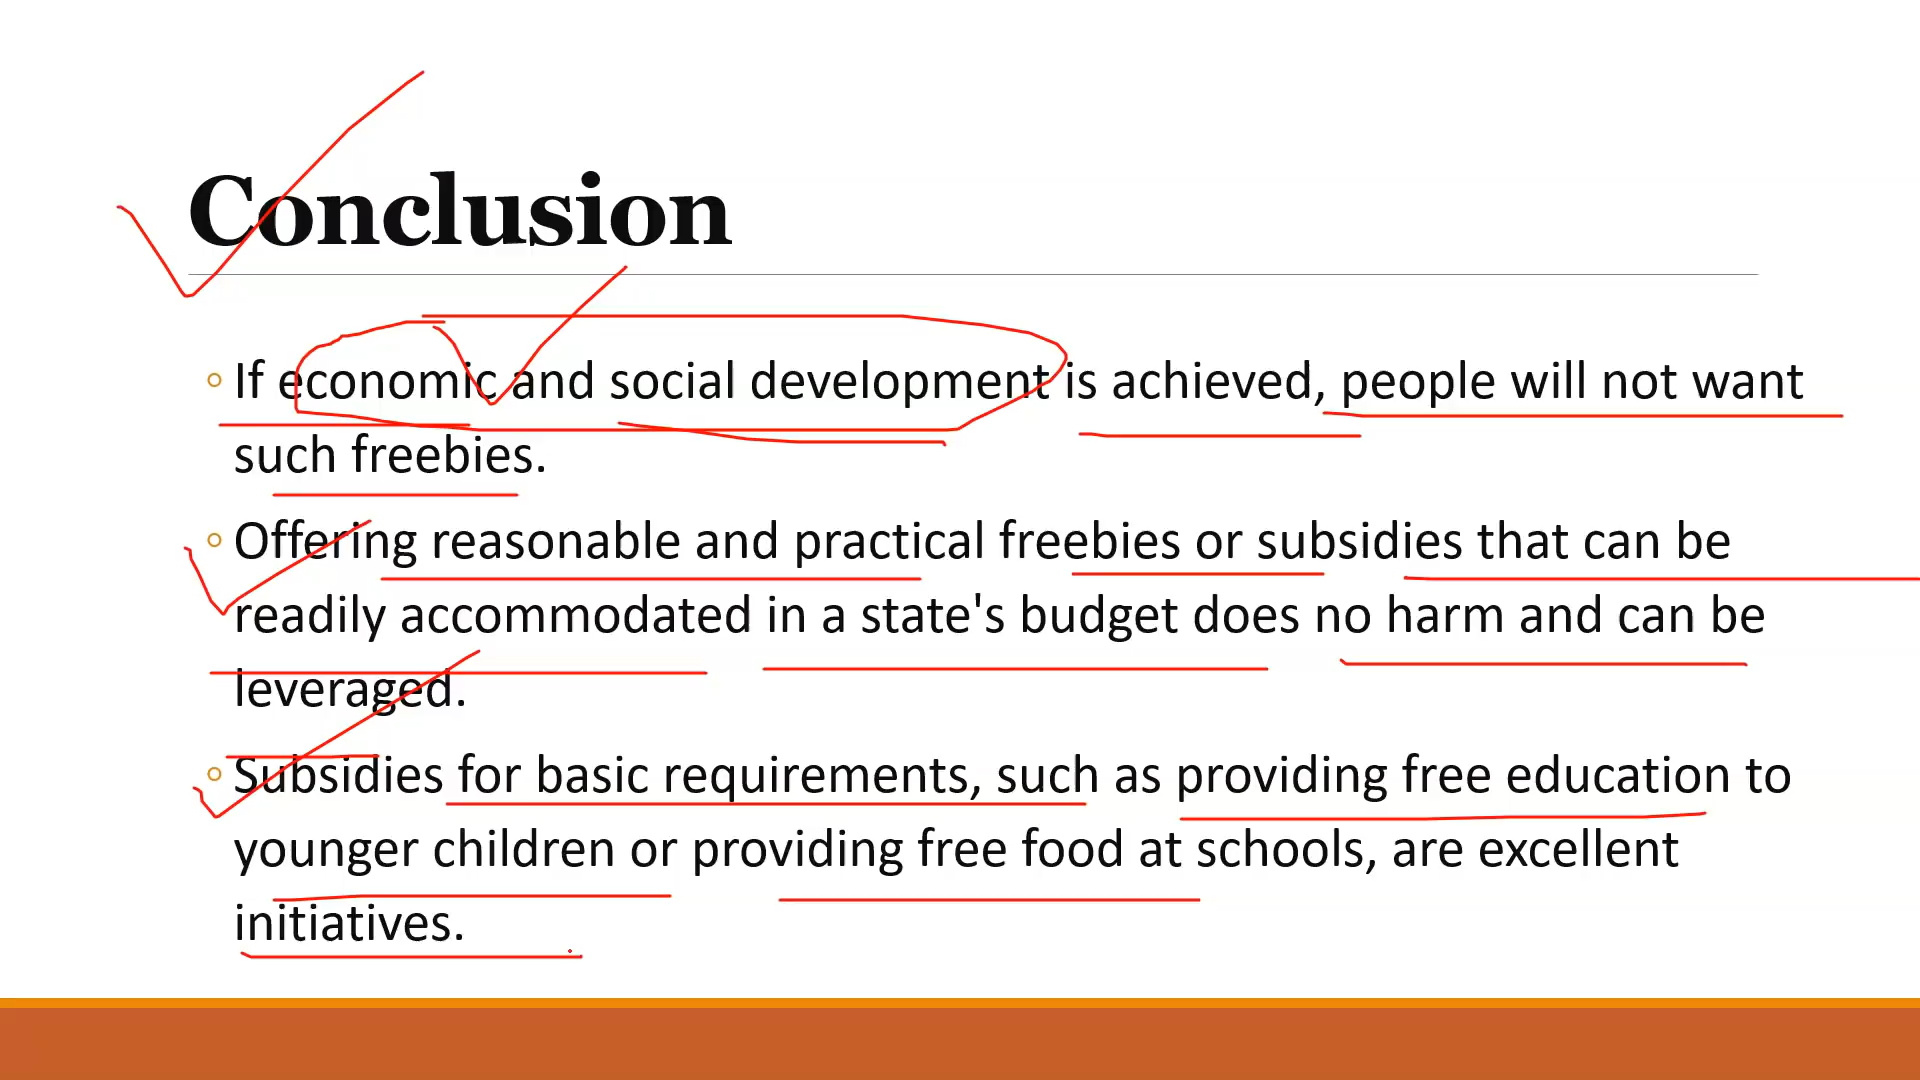 Conclusion
If economic and social development is achieved, people will not want
such freebies.
Offering reasonable and practical freebies or subsidies that can be
readily accommodated in a state's budget does no harm and can be
leveraged.
Subsidies for basic requirements, such as providing free education to
younger children or providing free food at schools, are excellent
initiatives.